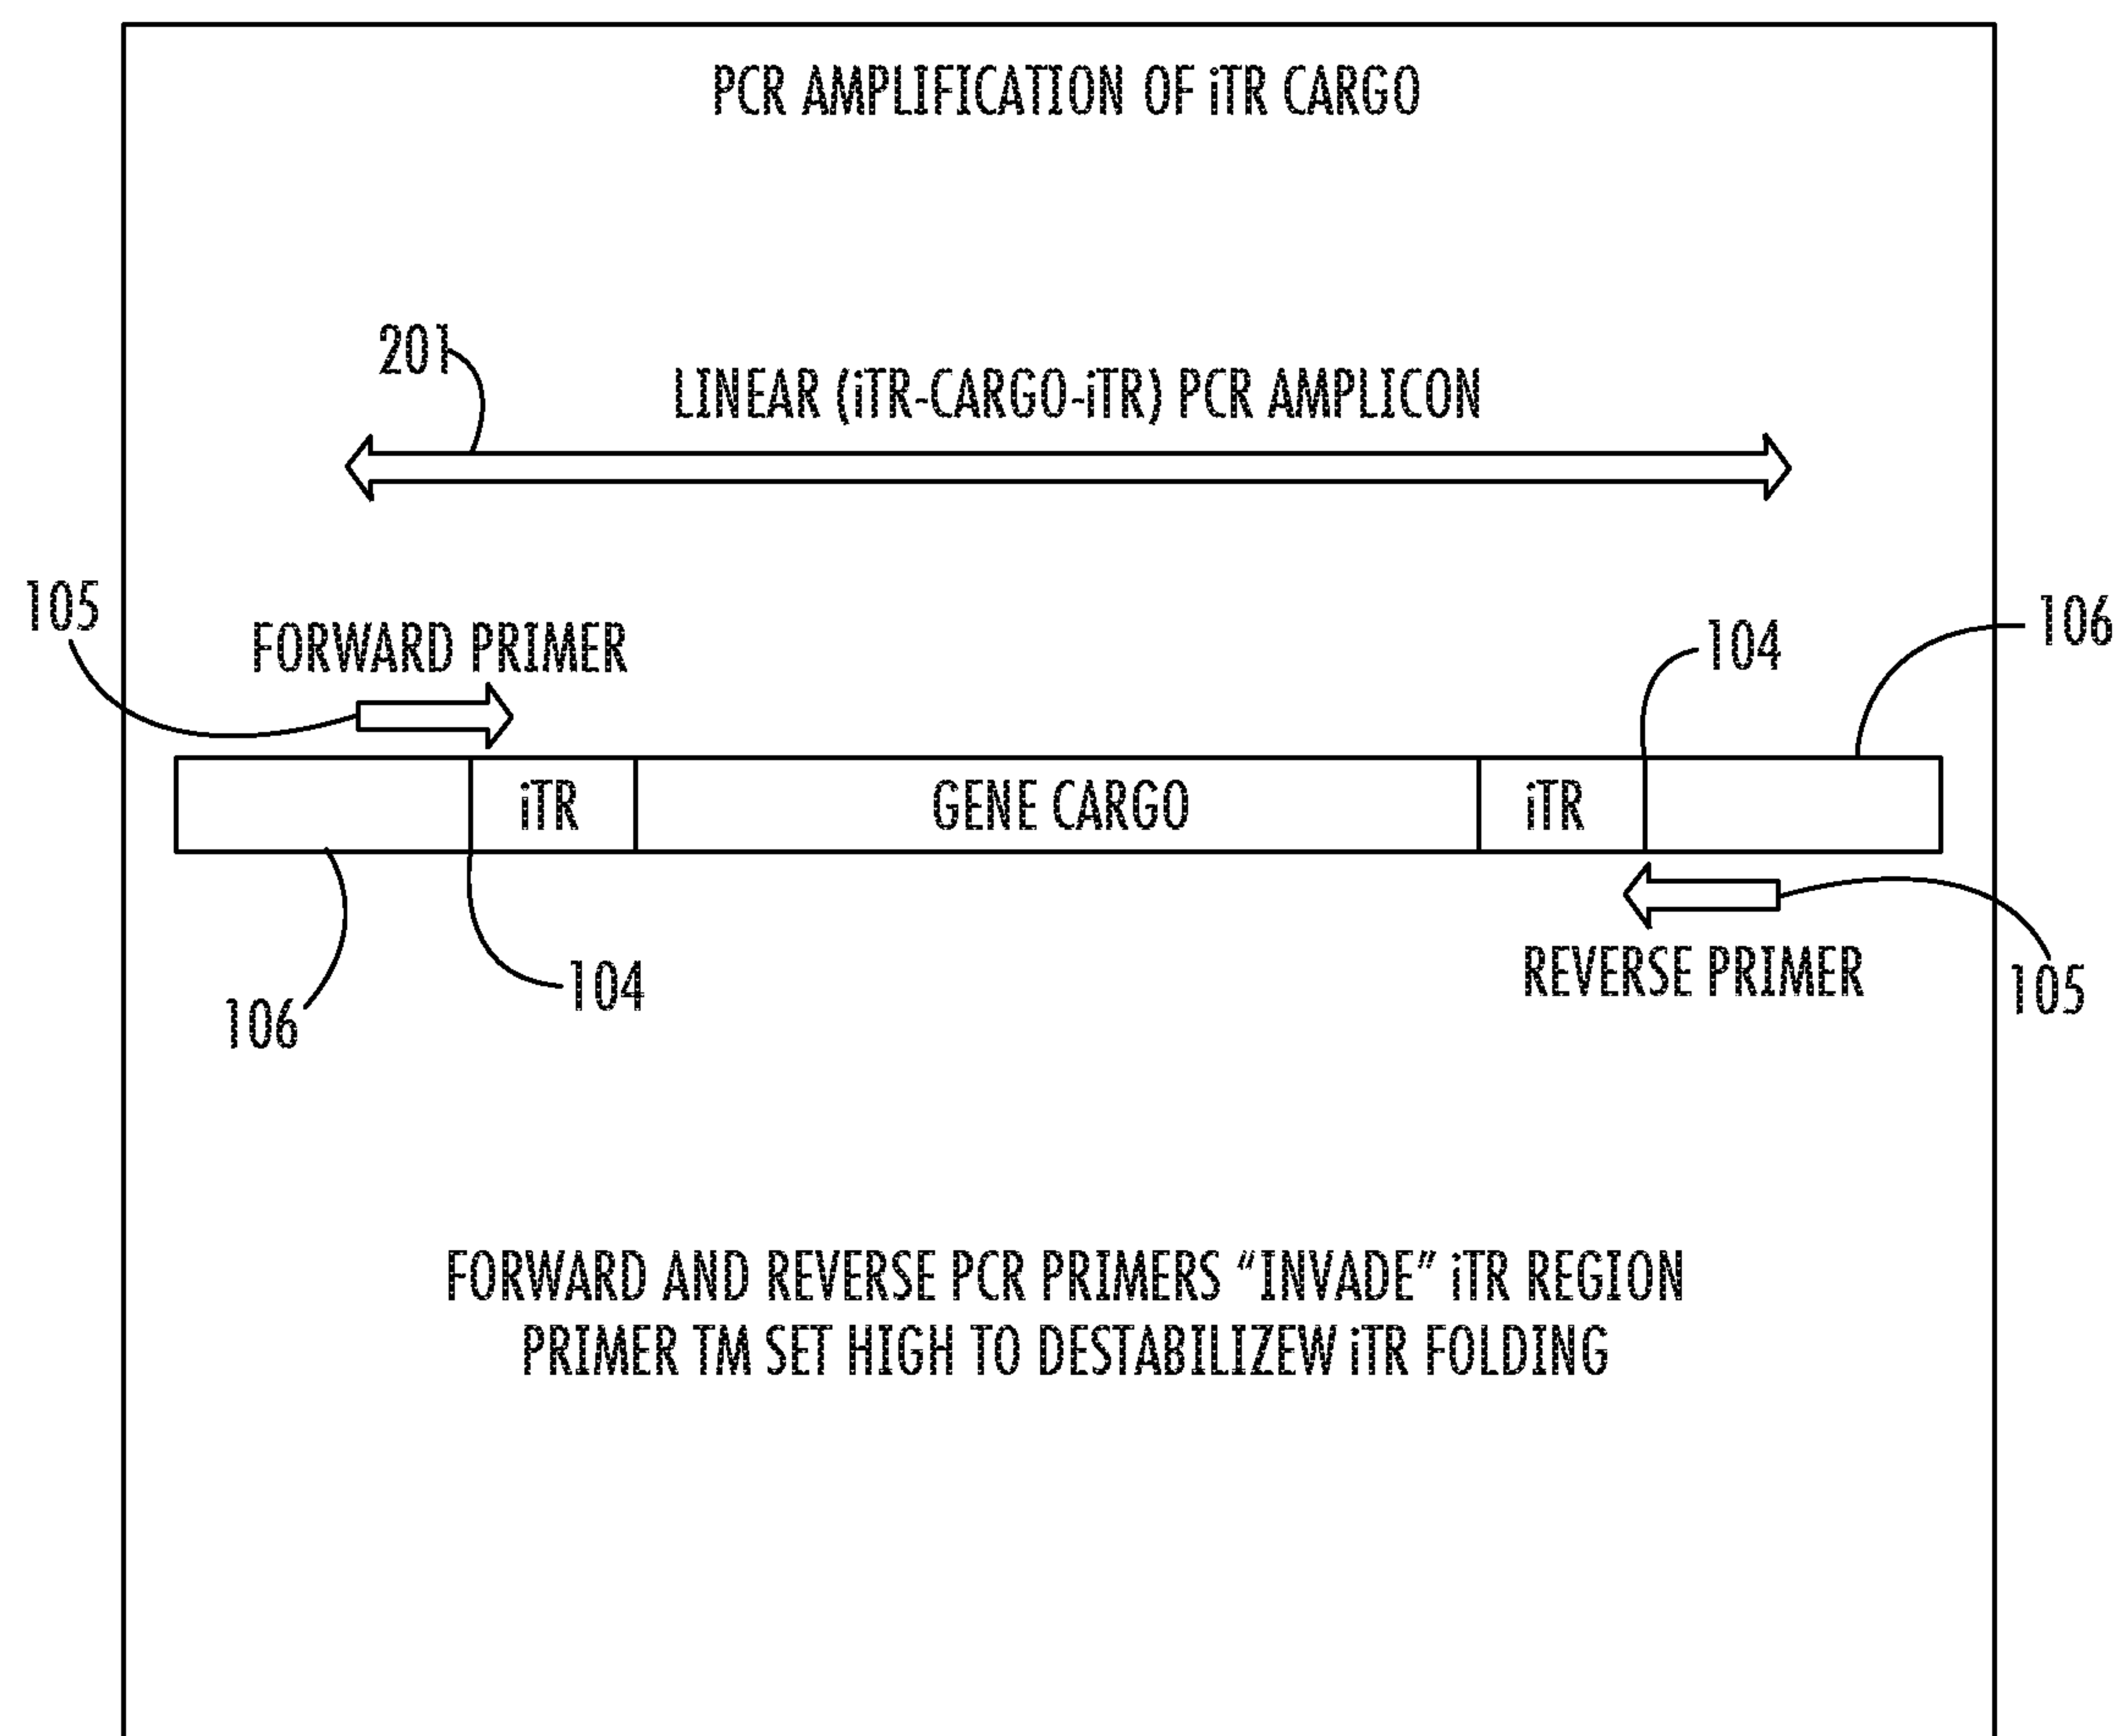 PCR AMPLIFICATION OF iTR CARGO
201
LINEAR (iTR-CARGO-iTR) PCR AMPLICON
105
FORWARD PRIMER
104
106
iTR
GENE CARGO
iTR
106
104
REVERSE PRIMER
105
FORWARD AND REVERSE PCR PRIMERS “INVADE” iTR REGION
PRIMER TM SET HIGH TO DESTABILIZEW iTR FOLDING